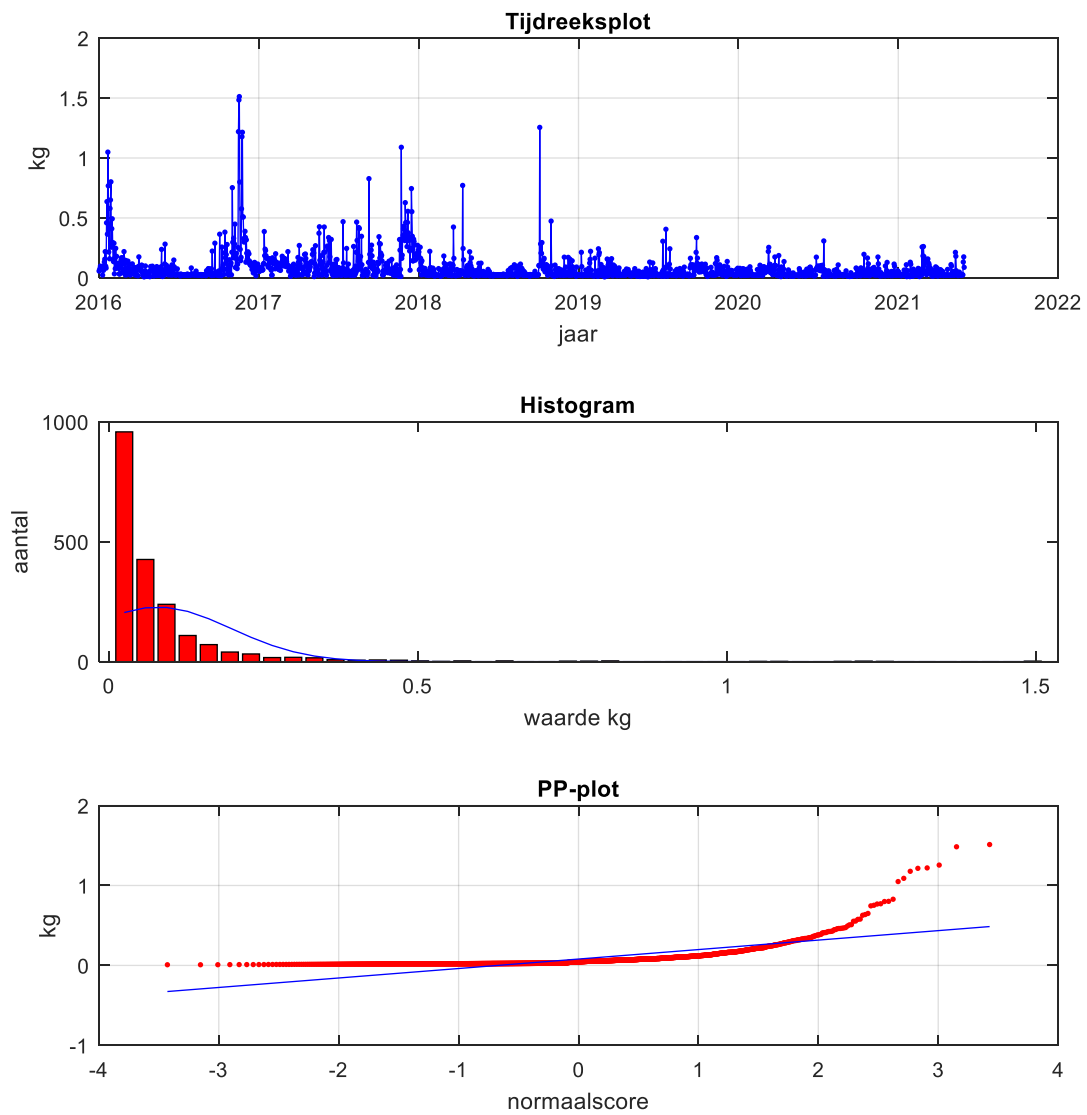 Tijdreeksplot
2
1.5
1
0.5
0
kg
2016 2017 2018 2019 2020 2021 2022
jaar
Histogram
1000
500
0
aantal
0 0.5 1 1.5
waarde kg
PP-plot
2
1
0
-1
kg
-4 -3 -2 -1 0 1 2 3 4
normaalscore